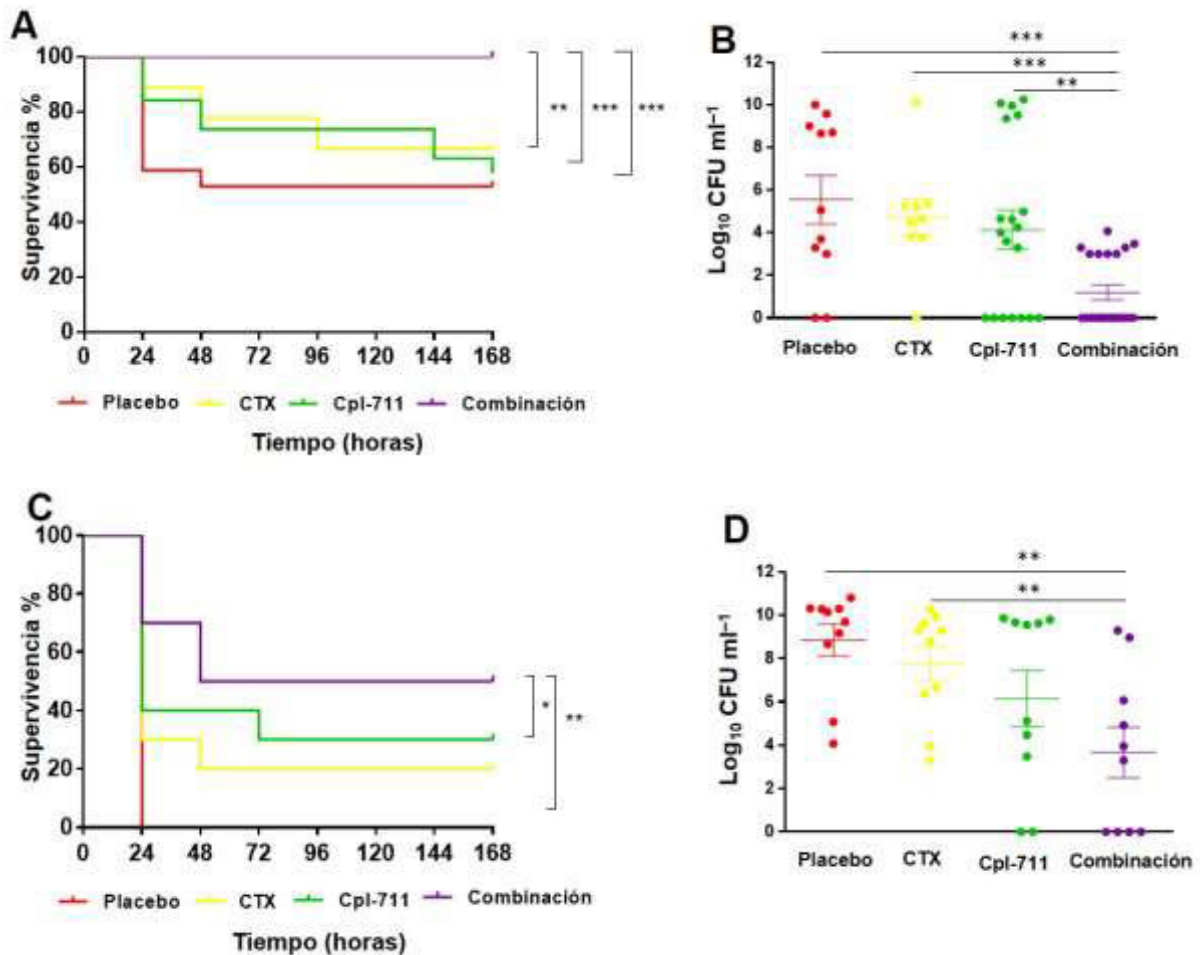 A
Supervivencia %
100
80
60
40
20
0
0 24 48 72 96 120 144 168
** *** ***
Placebo CTX Cpl-711 Combinación
Tiempo (horas)
B
***
***
**
Log₁₀ CFU ml⁻¹
12
10
8
6
4
2
0
Placebo CTX Cpl-711 Combinación
C
Supervivencia %
100
80
60
40
20
0
0 24 48 72 96 120 144 168
* **
Placebo CTX Cpl-711 Combinación
Tiempo (horas)
D
**
**
Log₁₀ CFU ml⁻¹
12
10
8
6
4
2
0
Placebo CTX Cpl-711 Combinación